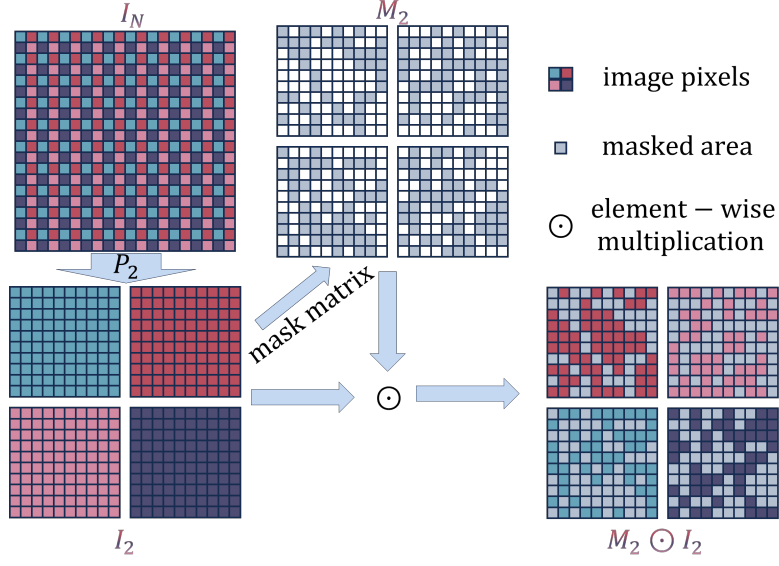 I_N
M_2
image pixels
masked area
⊙ element − wise
multiplication
P_2
mask matrix
⊙
I_2
M_2 ⊙ I_2